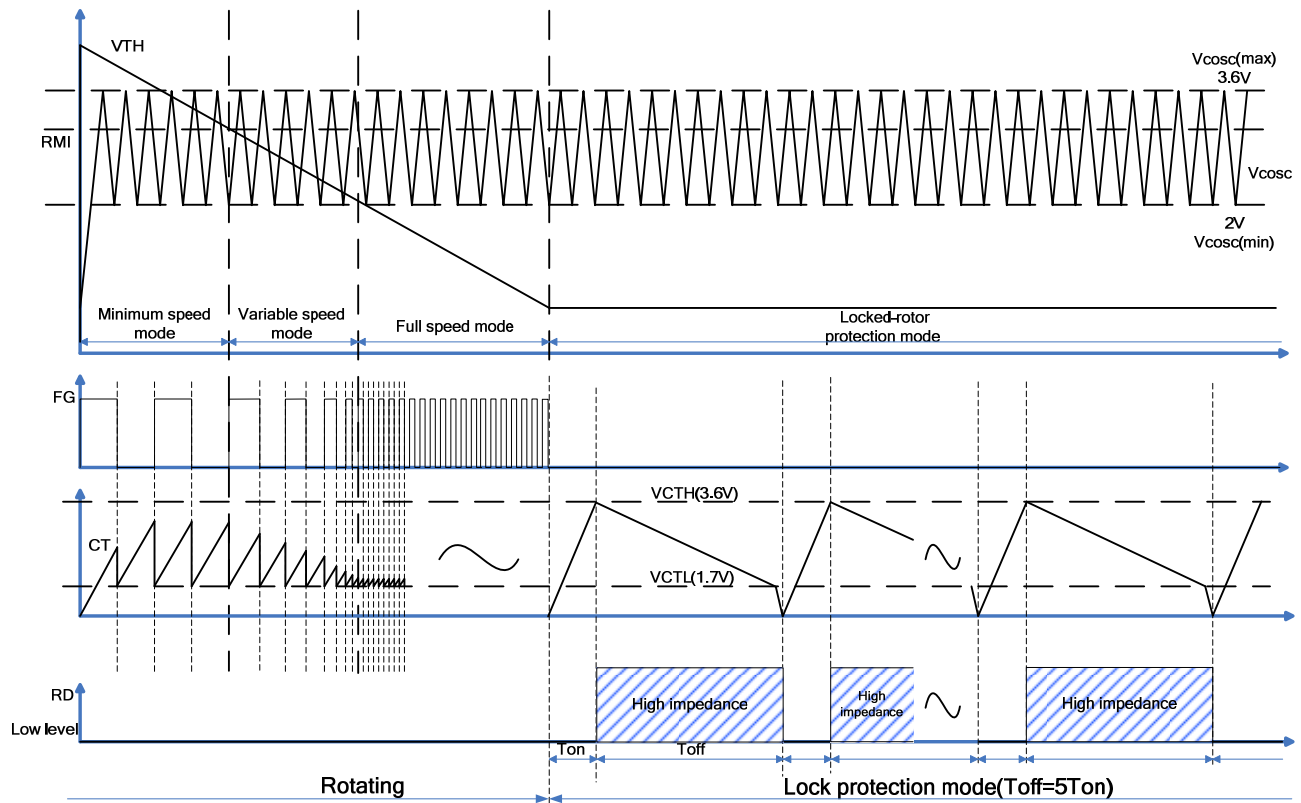 VTH
Vcosc(max)
3.6V
RMI
Vcosc
2V
Vcosc(min)
Minimum speed
mode
Variable speed
mode
Full speed mode
Locked-rotor
protection mode
FG
VCTH(3.6V)
CT
VCTL(1.7V)
RD
High impedance
High
impedance
High impedance
Low level
Ton
Toff
Rotating
Lock protection mode(Toff=5Ton)